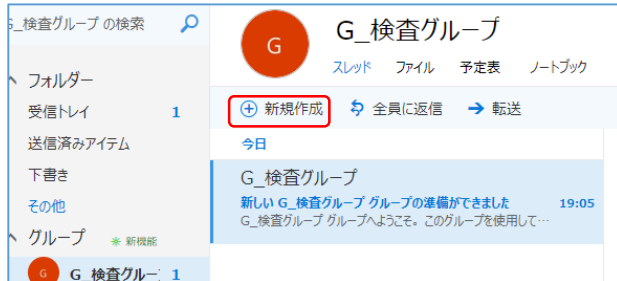 G_検査グループ の検索
フォルダー
受信トレイ 1
送信済みアイテム
下書き
その他
グループ ✳ 新機能
G G_検査グルー 1
G
G_検査グループ
スレッド ファイル 予定表 ノートブック
新規作成 全員に返信 転送
今日
G_検査グループ
新しい G_検査グループ グループの準備ができました 19:05
G_検査グループ グループへようこそ。このグループを使用して…